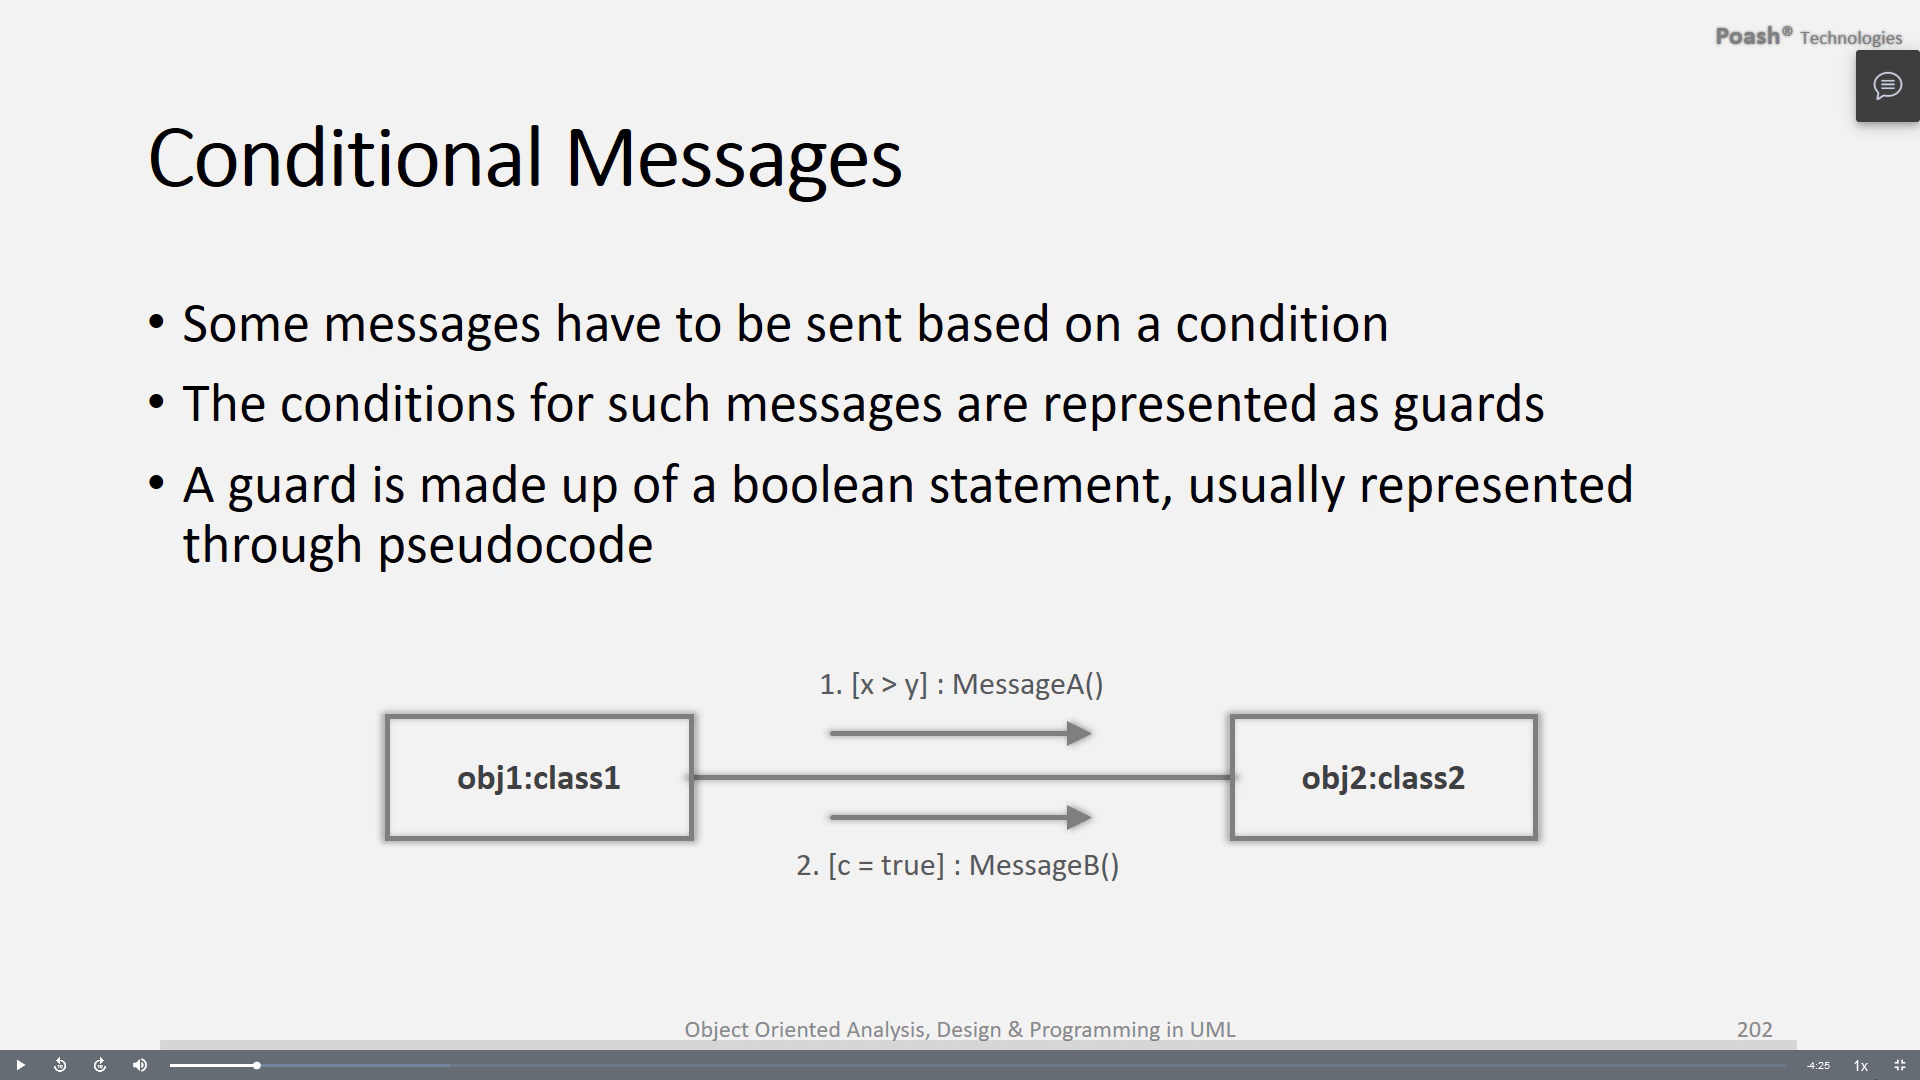 Poash® Technologies
Conditional Messages
• Some messages have to be sent based on a condition
• The conditions for such messages are represented as guards
• A guard is made up of a boolean statement, usually represented
through pseudocode
1. [x > y] : MessageA()
obj1:class1
obj2:class2
2. [c = true] : MessageB()
Object Oriented Analysis, Design & Programming in UML
202
-4:25
1x